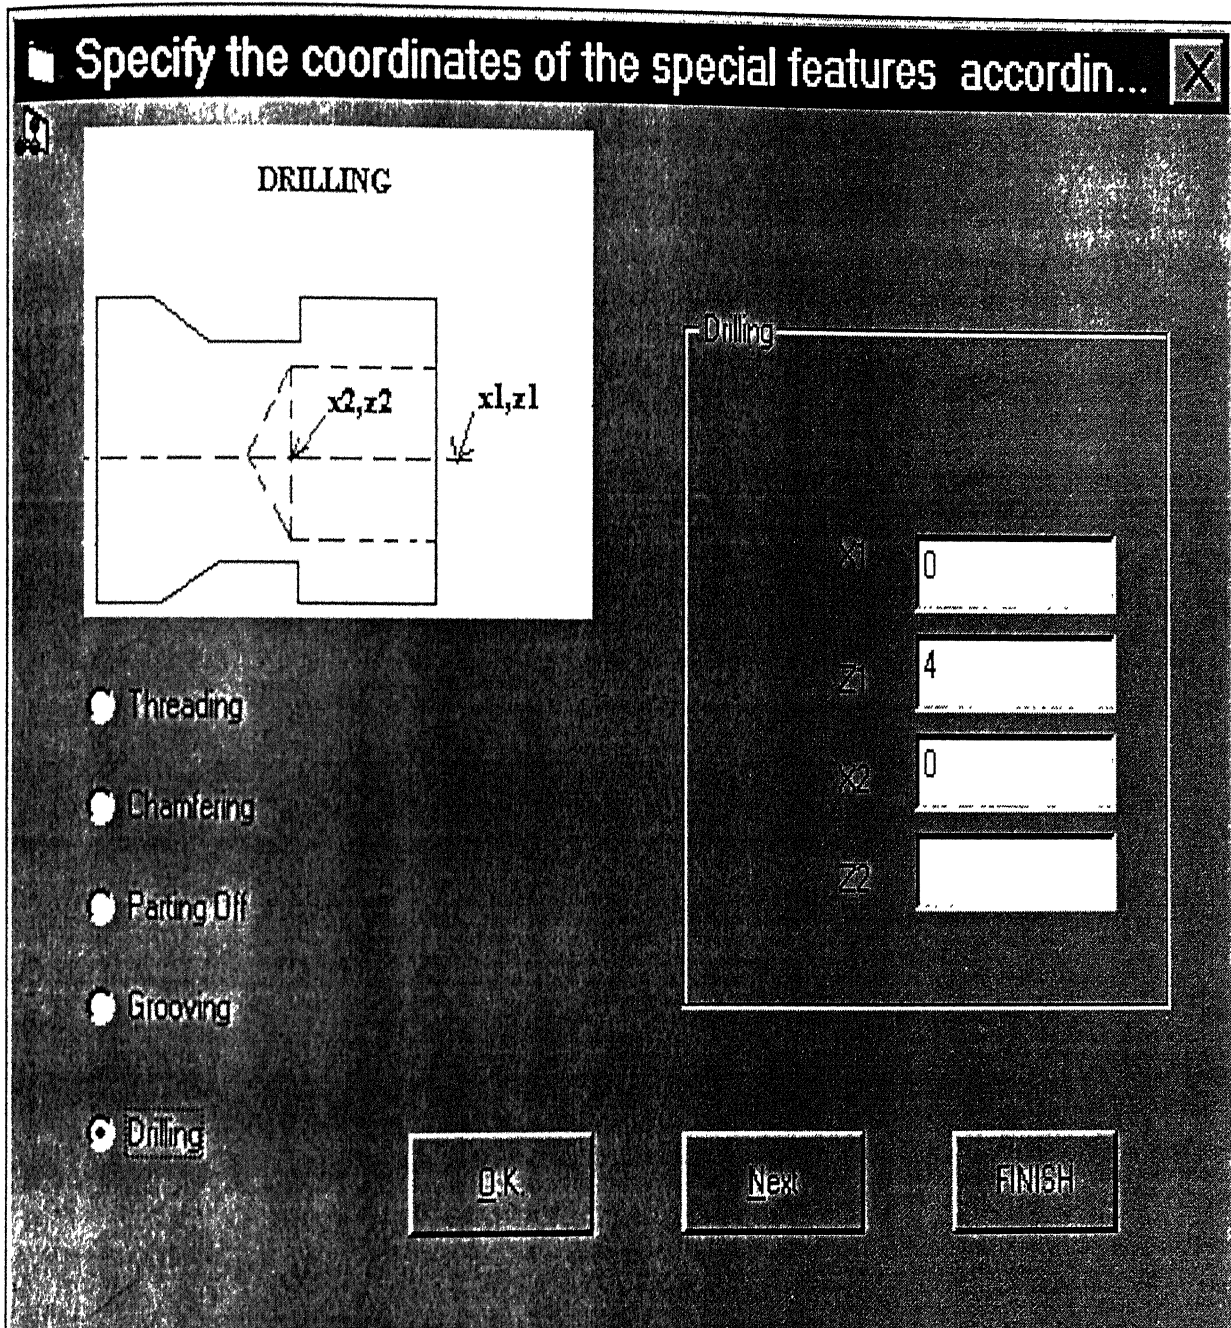 Specify the coordinates of the special features accordin...
X
DRILLING
x2,z2
x1,z1
Drilling
X1
0
Z1
4
X2
0
Z2
Threading
Chamfering
Parting Off
Grooving
Drilling
O.K.
Next
FINISH